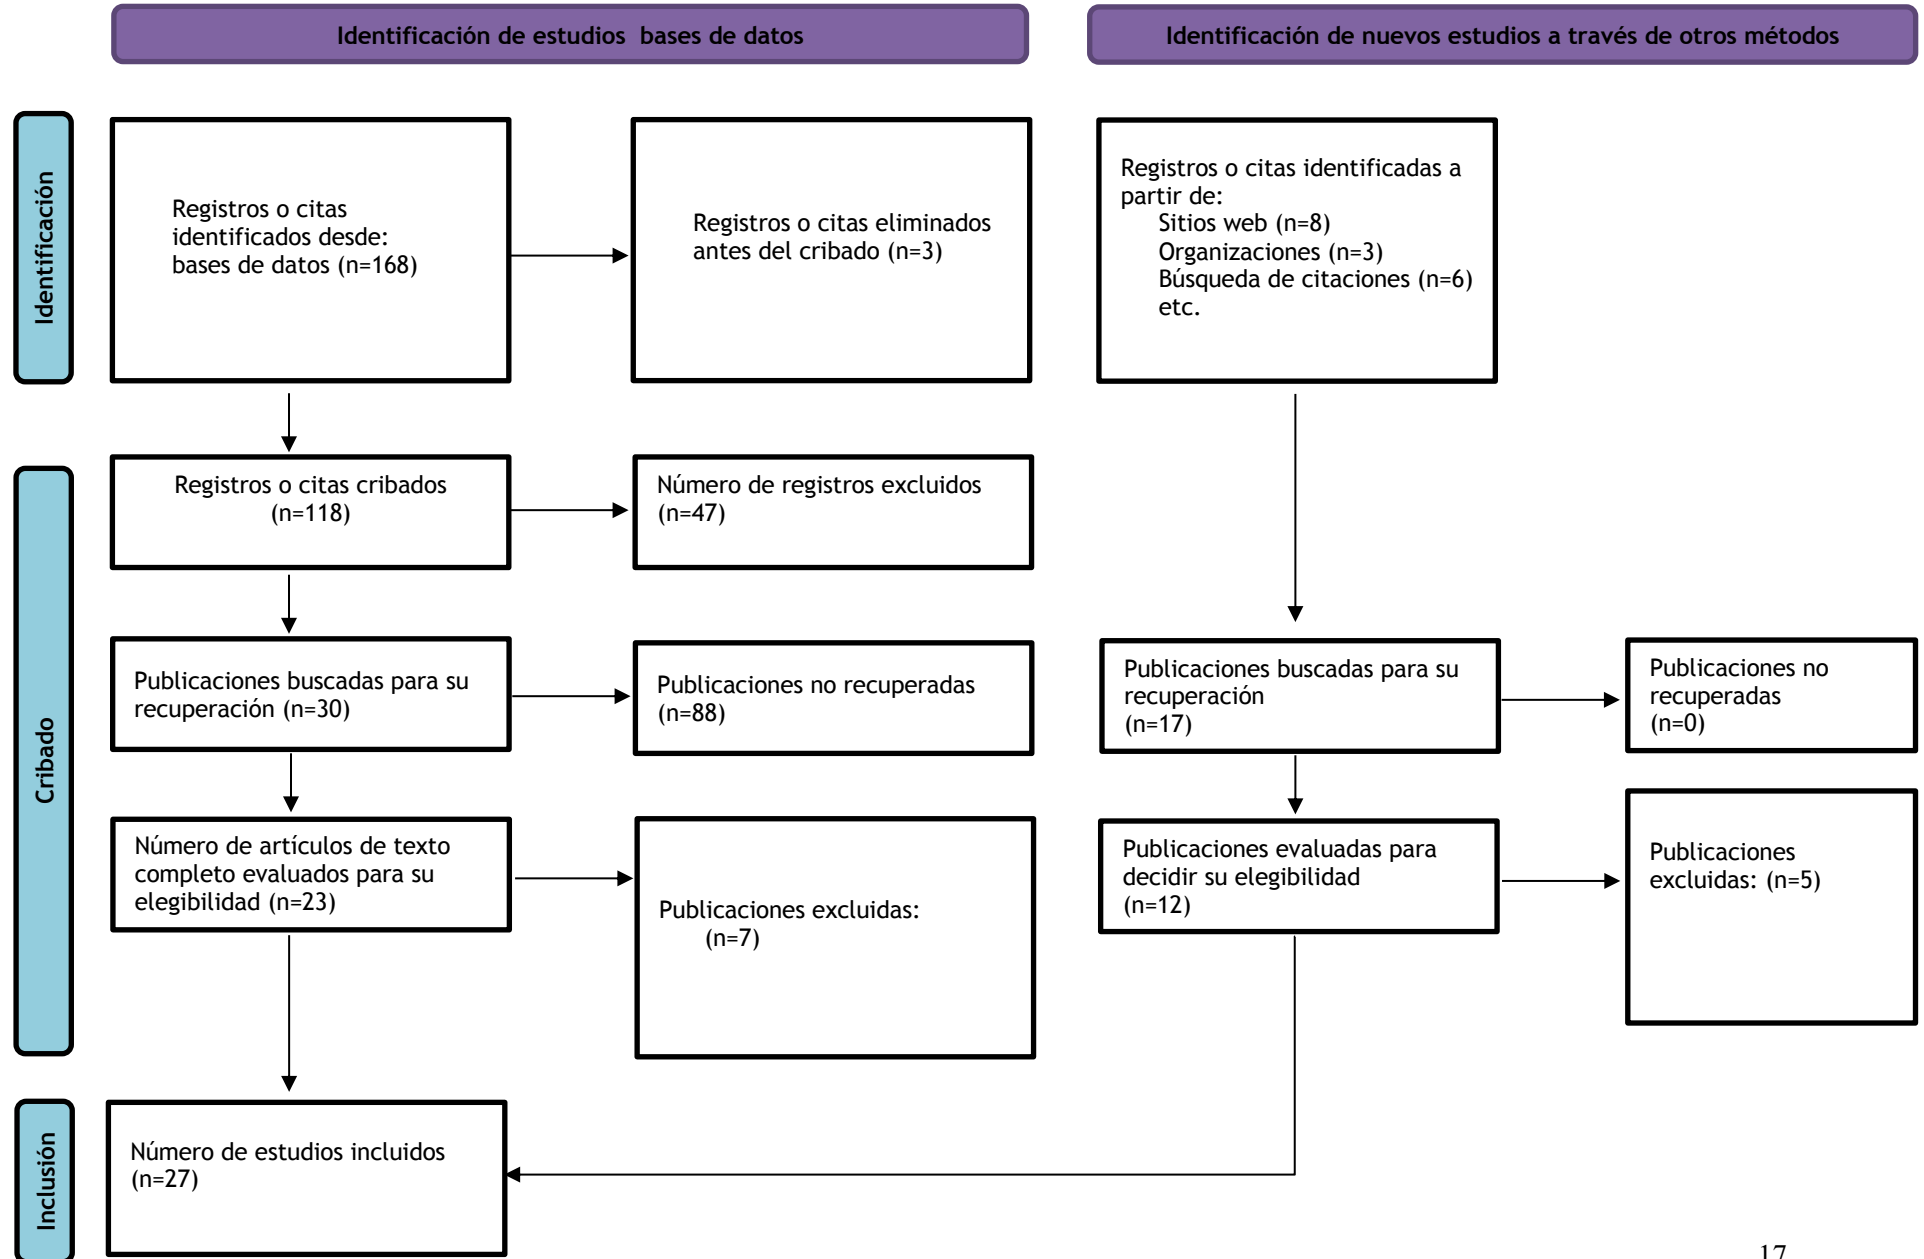 Identificación de estudios bases de datos
Identificación de nuevos estudios a través de otros métodos
Identificación
Registros o citas
identificados desde:
bases de datos (n=168)
Registros o citas eliminados
antes del cribado (n=3)
Registros o citas identificadas a
partir de:
Sitios web (n=8)
Organizaciones (n=3)
Búsqueda de citaciones (n=6)
etc.
Cribado
Registros o citas cribados
(n=118)
Número de registros excluidos
(n=47)
Publicaciones buscadas para su
recuperación (n=30)
Publicaciones no recuperadas
(n=88)
Publicaciones buscadas para su
recuperación
(n=17)
Publicaciones no
recuperadas
(n=0)
Número de artículos de texto
completo evaluados para su
elegibilidad (n=23)
Publicaciones excluidas:
(n=7)
Publicaciones evaluadas para
decidir su elegibilidad
(n=12)
Publicaciones
excluidas: (n=5)
Inclusión
Número de estudios incluidos
(n=27)
17